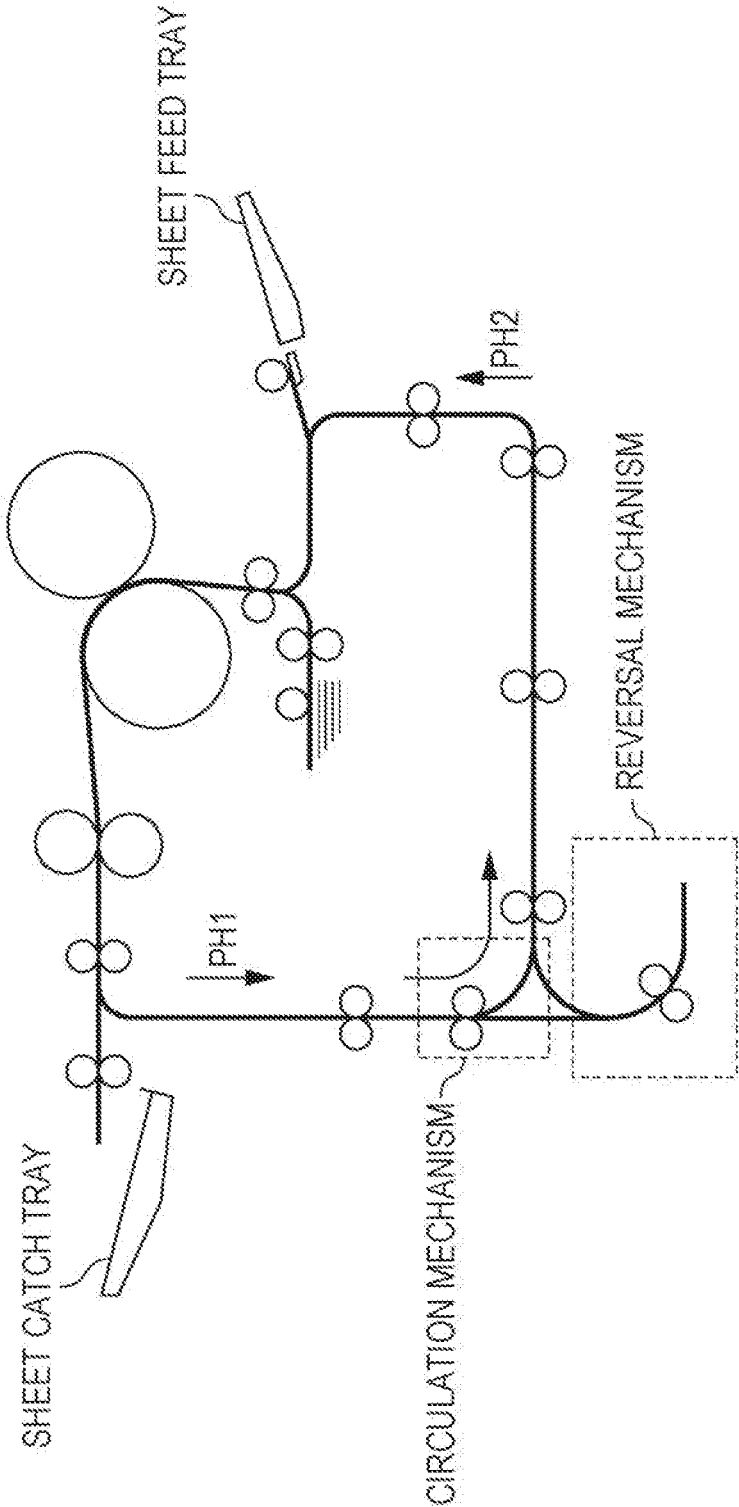 SHEET FEED TRAY
PH2
REVERSAL MECHANISM
PH1
SHEET CATCH TRAY
CIRCULATION MECHANISM